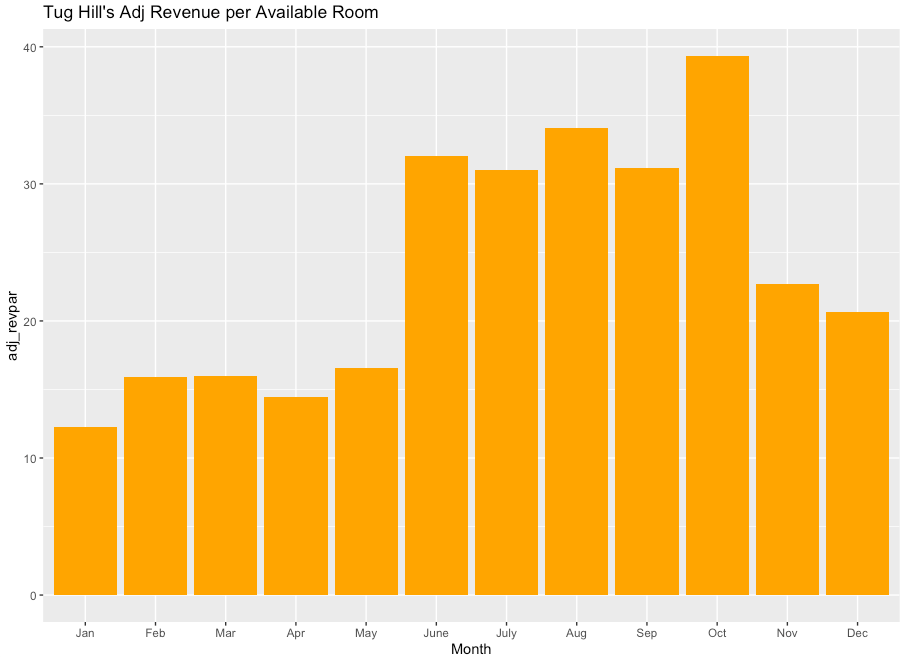 Tug Hill's Adj Revenue per Available Room
40
30
20
10
0
adj_revpar
Jan Feb Mar Apr May June July Aug Sep Oct Nov Dec
Month